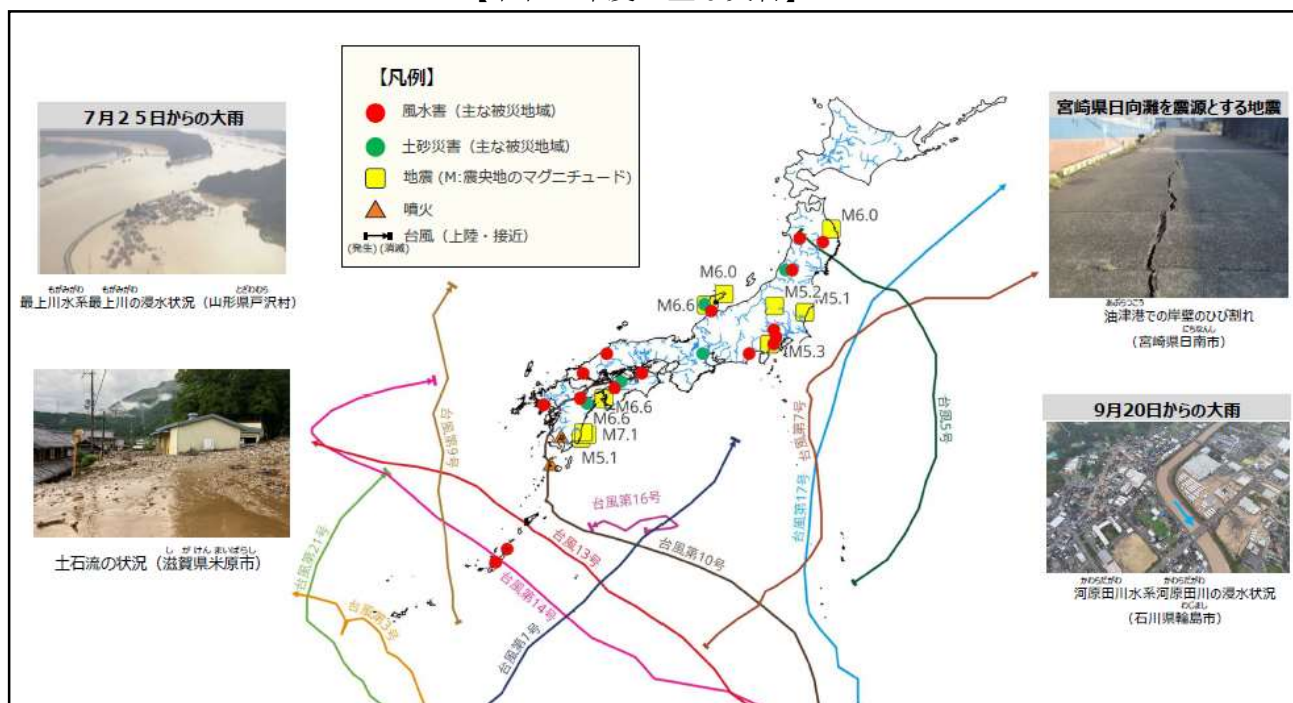 【凡例】
風水害（主な被災地域）
土砂災害（主な被災地域）
地震（M:震央地のマグニチュード）
噴火
台風（上陸・接近）
(発生) (消滅)
７月２５日からの大雨
もがみがわ もがみがわ とざわむら
最上川水系最上川の浸水状況（山形県戸沢村）
しがけんまいばらし
土石流の状況（滋賀県米原市）
宮崎県日向灘を震源とする地震
あぶらつこう
油津港での岸壁のひび割れ
にちなんし
（宮崎県日南市）
9月20日からの大雨
かわらだがわ かわらだがわ
河原田川水系河原田川の浸水状況
わじまし
（石川県輪島市）
M6.0
M6.0
M6.6
M5.2
M5.1
M5.3
M6.6
M6.6
M7.1
M5.1
台風第9号
台風第7号
台風5号
台風第17号
台風第16号
台風第10号
台風13号
台風第14号
台風第21号
台風第3号
台風第1号